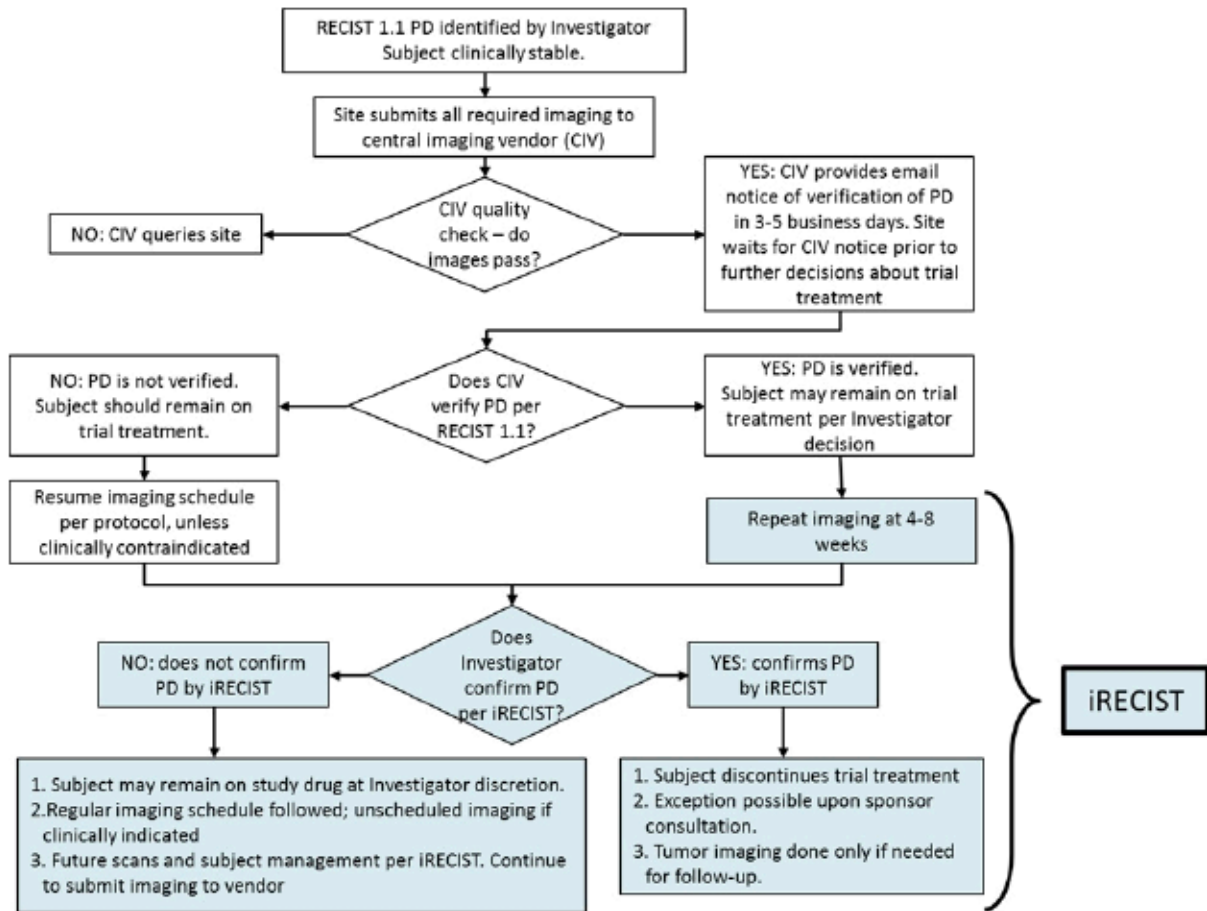 RECIST 1.1 PD identified by Investigator
Subject clinically stable.
Site submits all required imaging to
central imaging vendor (CIV)
CIV quality
check – do
images pass?
NO: CIV queries site
YES: CIV provides email
notice of verification of PD
in 3-5 business days. Site
waits for CIV notice prior to
further decisions about trial
treatment
Does CIV
verify PD per
RECIST 1.1?
NO: PD is not verified.
Subject should remain on
trial treatment.
YES: PD is verified.
Subject may remain on trial
treatment per Investigator
decision
Resume imaging schedule
per protocol, unless
clinically contraindicated
Repeat imaging at 4-8
weeks
Does
Investigator
confirm PD
per iRECIST?
NO: does not confirm
PD by iRECIST
YES: confirms PD
by iRECIST
iRECIST
1. Subject may remain on study drug at Investigator discretion.
2.Regular imaging schedule followed; unscheduled imaging if
clinically indicated
3. Future scans and subject management per iRECIST. Continue
to submit imaging to vendor
1. Subject discontinues trial treatment
2. Exception possible upon sponsor
consultation.
3. Tumor imaging done only if needed
for follow-up.